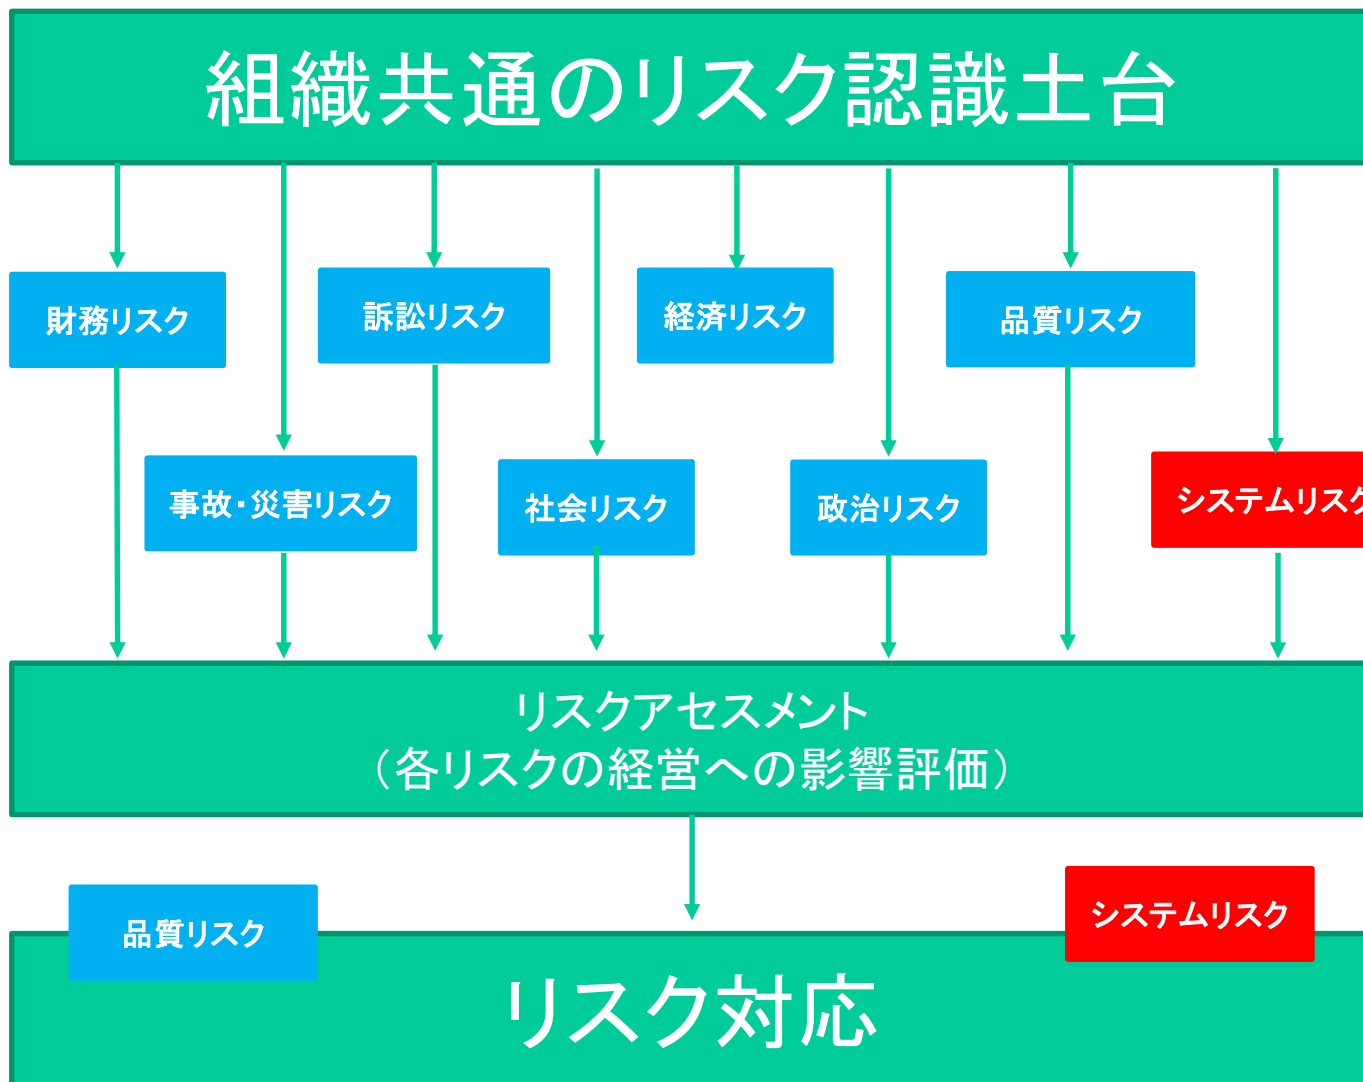 組織共通のリスク認識土台
財務リスク
訴訟リスク
経済リスク
品質リスク
事故・災害リスク
社会リスク
政治リスク
システムリスク
リスクアセスメント
（各リスクの経営への影響評価）
品質リスク
システムリスク
リスク対応